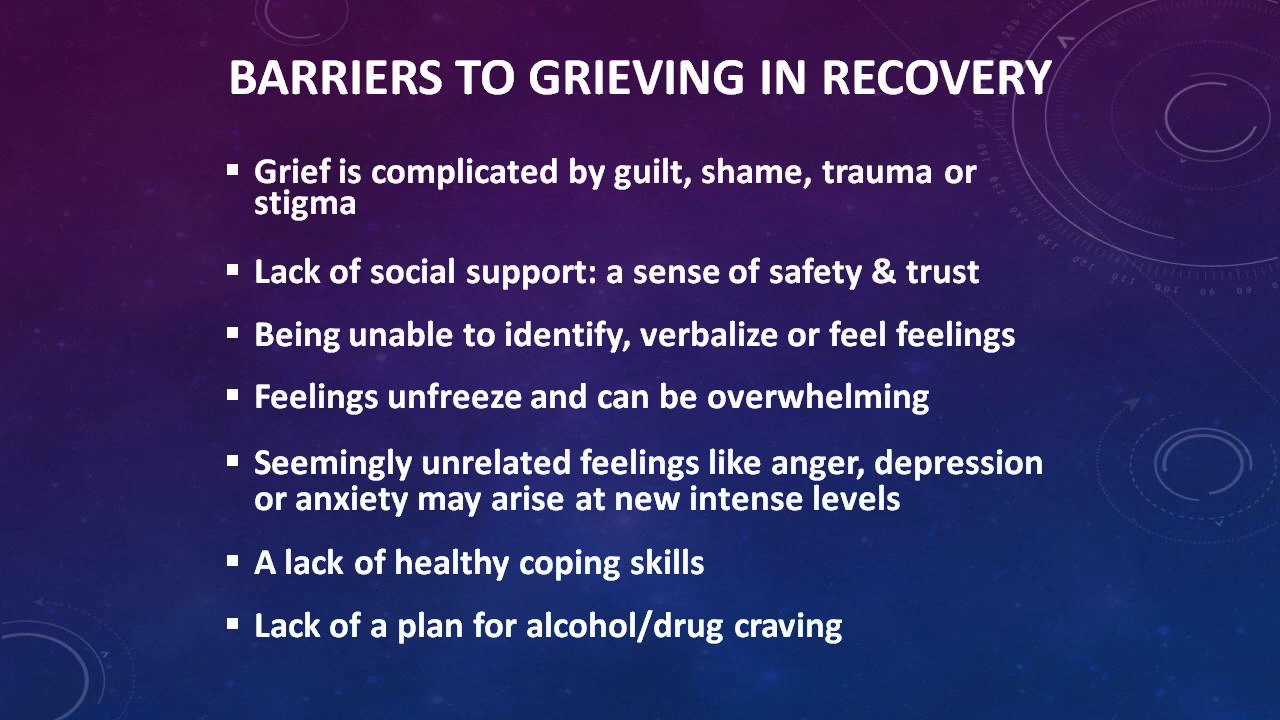 BARRIERS TO GRIEVING IN RECOVERY
▪ Grief is complicated by guilt, shame, trauma or
stigma
▪ Lack of social support: a sense of safety & trust
▪ Being unable to identify, verbalize or feel feelings
▪ Feelings unfreeze and can be overwhelming
▪ Seemingly unrelated feelings like anger, depression
or anxiety may arise at new intense levels
▪ A lack of healthy coping skills
▪ Lack of a plan for alcohol/drug craving